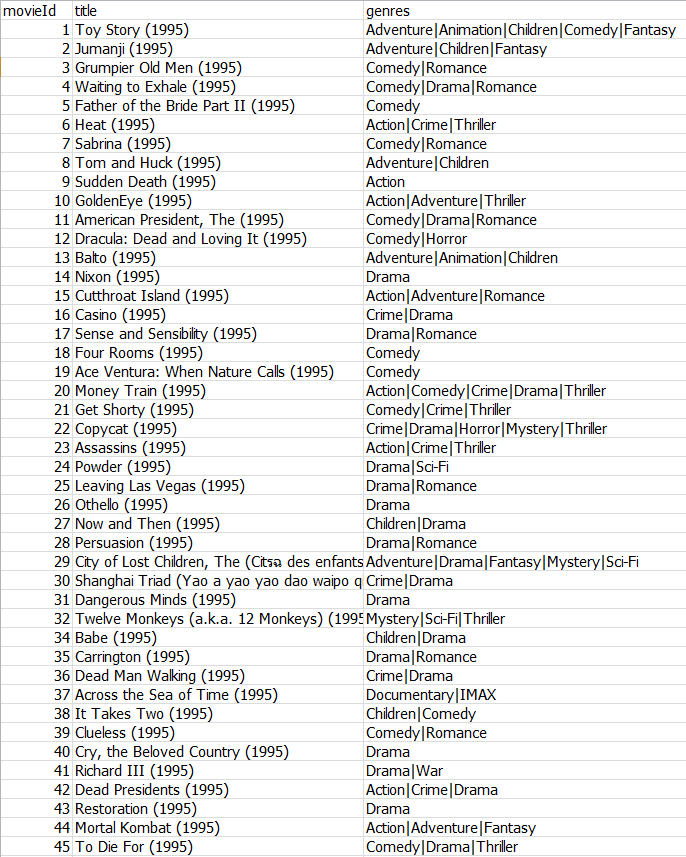 movieId title genres
1 Toy Story (1995) Adventure|Animation|Children|Comedy|Fantasy
2 Jumanji (1995) Adventure|Children|Fantasy
3 Grumpier Old Men (1995) Comedy|Romance
4 Waiting to Exhale (1995) Comedy|Drama|Romance
5 Father of the Bride Part II (1995) Comedy
6 Heat (1995) Action|Crime|Thriller
7 Sabrina (1995) Comedy|Romance
8 Tom and Huck (1995) Adventure|Children
9 Sudden Death (1995) Action
10 GoldenEye (1995) Action|Adventure|Thriller
11 American President, The (1995) Comedy|Drama|Romance
12 Dracula: Dead and Loving It (1995) Comedy|Horror
13 Balto (1995) Adventure|Animation|Children
14 Nixon (1995) Drama
15 Cutthroat Island (1995) Action|Adventure|Romance
16 Casino (1995) Crime|Drama
17 Sense and Sensibility (1995) Drama|Romance
18 Four Rooms (1995) Comedy
19 Ace Ventura: When Nature Calls (1995) Comedy
20 Money Train (1995) Action|Comedy|Crime|Drama|Thriller
21 Get Shorty (1995) Comedy|Crime|Thriller
22 Copycat (1995) Crime|Drama|Horror|Mystery|Thriller
23 Assassins (1995) Action|Crime|Thriller
24 Powder (1995) Drama|Sci-Fi
25 Leaving Las Vegas (1995) Drama|Romance
26 Othello (1995) Drama
27 Now and Then (1995) Children|Drama
28 Persuasion (1995) Drama|Romance
29 City of Lost Children, The (Citรฉ des enfants Adventure|Drama|Fantasy|Mystery|Sci-Fi
30 Shanghai Triad (Yao a yao yao dao waipo q Crime|Drama
31 Dangerous Minds (1995) Drama
32 Twelve Monkeys (a.k.a. 12 Monkeys) (1995 Mystery|Sci-Fi|Thriller
34 Babe (1995) Children|Drama
35 Carrington (1995) Drama|Romance
36 Dead Man Walking (1995) Crime|Drama
37 Across the Sea of Time (1995) Documentary|IMAX
38 It Takes Two (1995) Children|Comedy
39 Clueless (1995) Comedy|Romance
40 Cry, the Beloved Country (1995) Drama
41 Richard III (1995) Drama|War
42 Dead Presidents (1995) Action|Crime|Drama
43 Restoration (1995) Drama
44 Mortal Kombat (1995) Action|Adventure|Fantasy
45 To Die For (1995) Comedy|Drama|Thriller